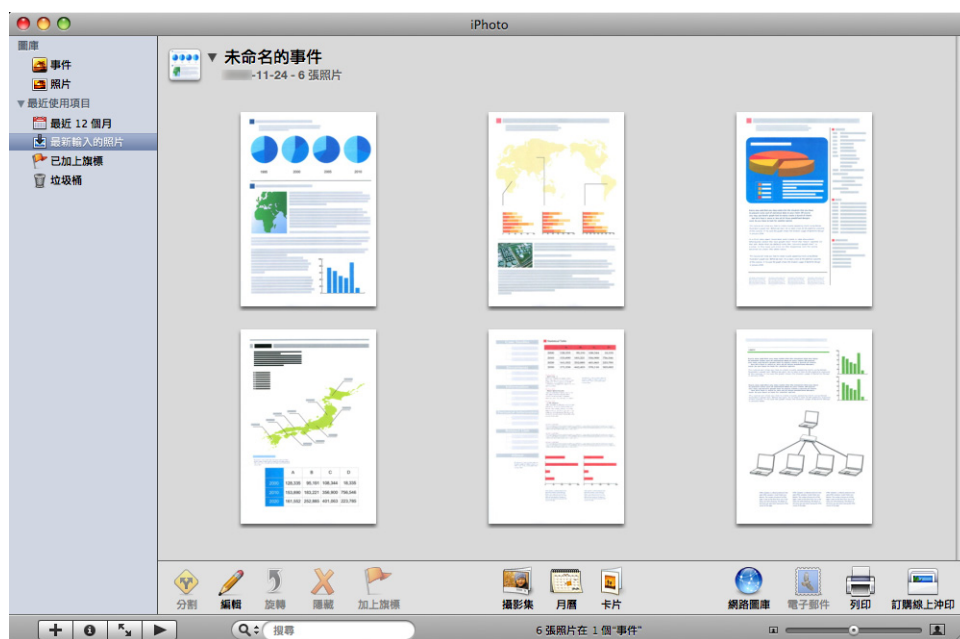 iPhoto
圖庫
事件
照片
最近使用項目
最近 12 個月
最新輸入的照片
已加上旗標
垃圾桶
未命名的事件
-11-24 - 6 張照片
A B C D
分割
編輯
旋轉
隱藏
加上旗標
攝影集
月曆
卡片
網路圖庫
電子郵件
列印
訂購線上沖印
搜尋
6 張照片在 1 個"事件"